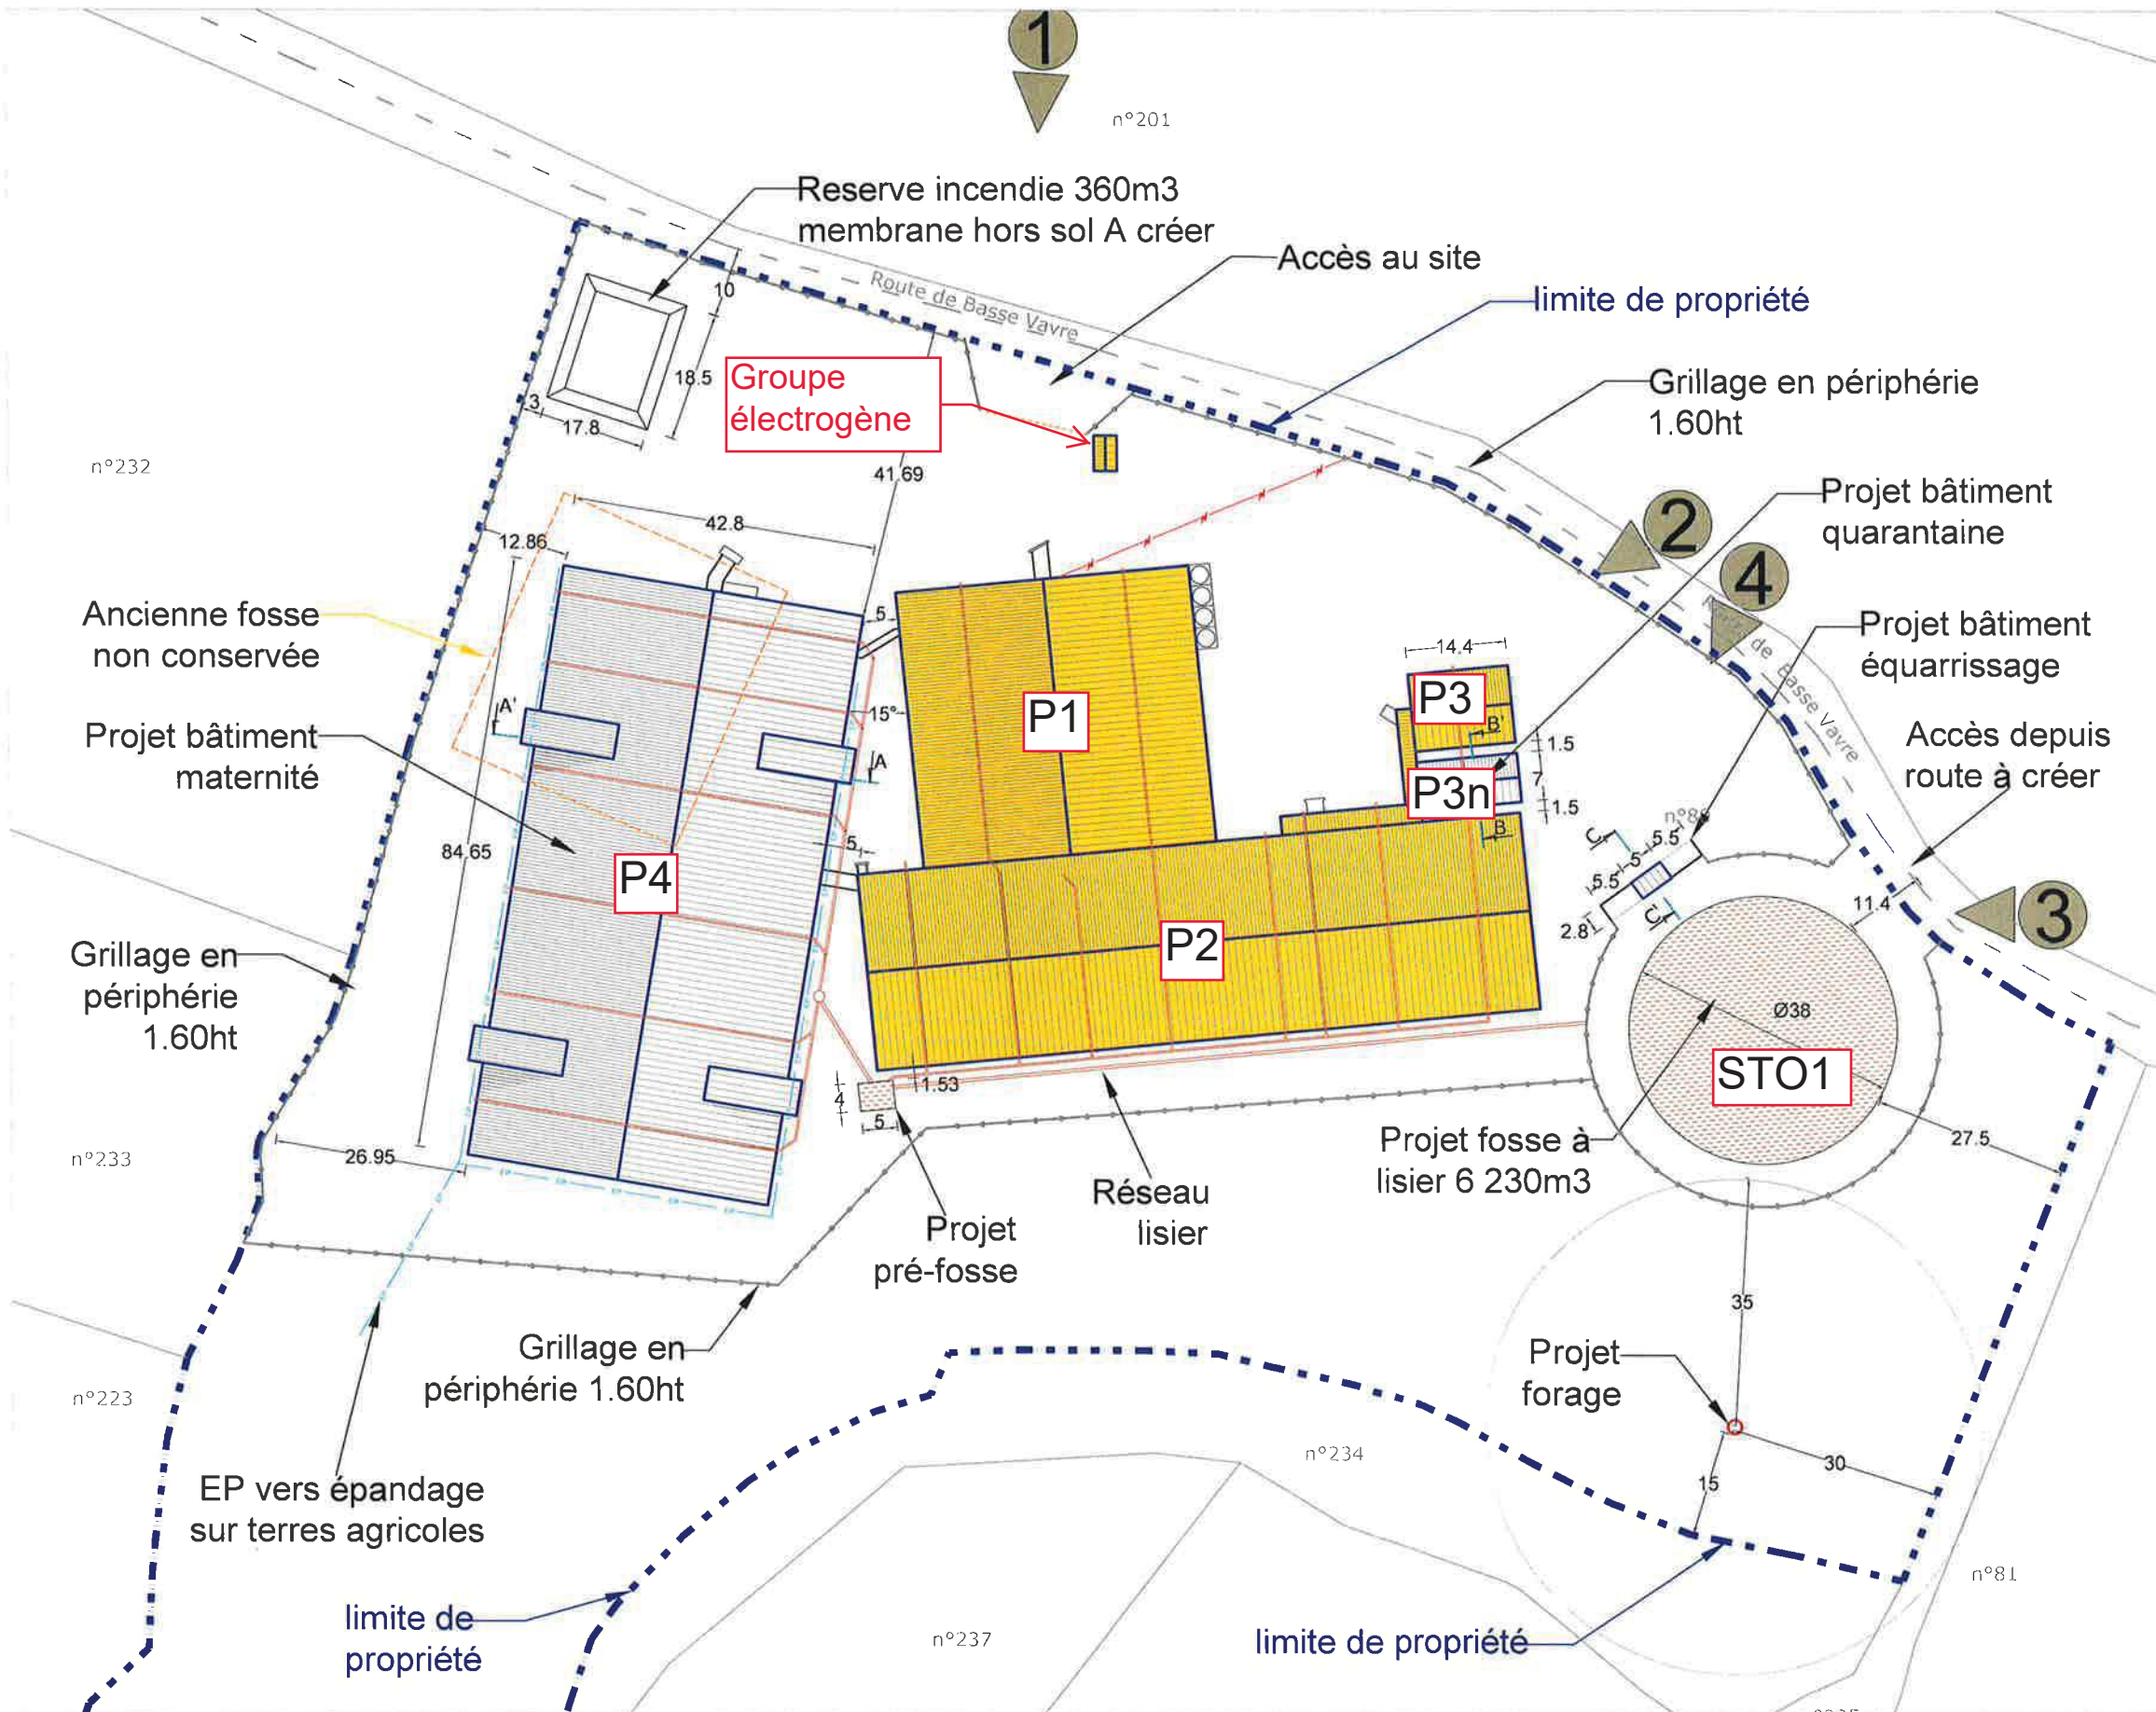 1
n°201
Reserve incendie 360m3
membrane hors sol A créer
Accès au site
limite de propriété
Route de Basse Vavre
10
18.5
3
17.8
Groupe
électrogène
Grillage en périphérie
1.60ht
n°232
41.69
42.8
12.86
Projet bâtiment
quarantaine
2
4
Ancienne fosse
non conservée
5
14.4
Projet bâtiment
équarrissage
de Basse Vavre
P3
P1
15°
A'
A
B'
1.5
7
1.5
P3n
B
Projet bâtiment
maternité
Accès depuis
route à créer
84.65
5
P4
C
5.5
5
5.5
C'
2.8
11.4
3
P2
Grillage en
périphérie
1.60ht
Ø38
STO1
1.53
4
5
27.5
n°233
26.95
Projet fosse à
lisier 6 230m3
Réseau
lisier
Projet
pré-fosse
35
Grillage en
périphérie 1.60ht
Projet
forage
n°223
n°234
30
15
EP vers épandage
sur terres agricoles
n°81
limite de
propriété
n°237
limite de propriété